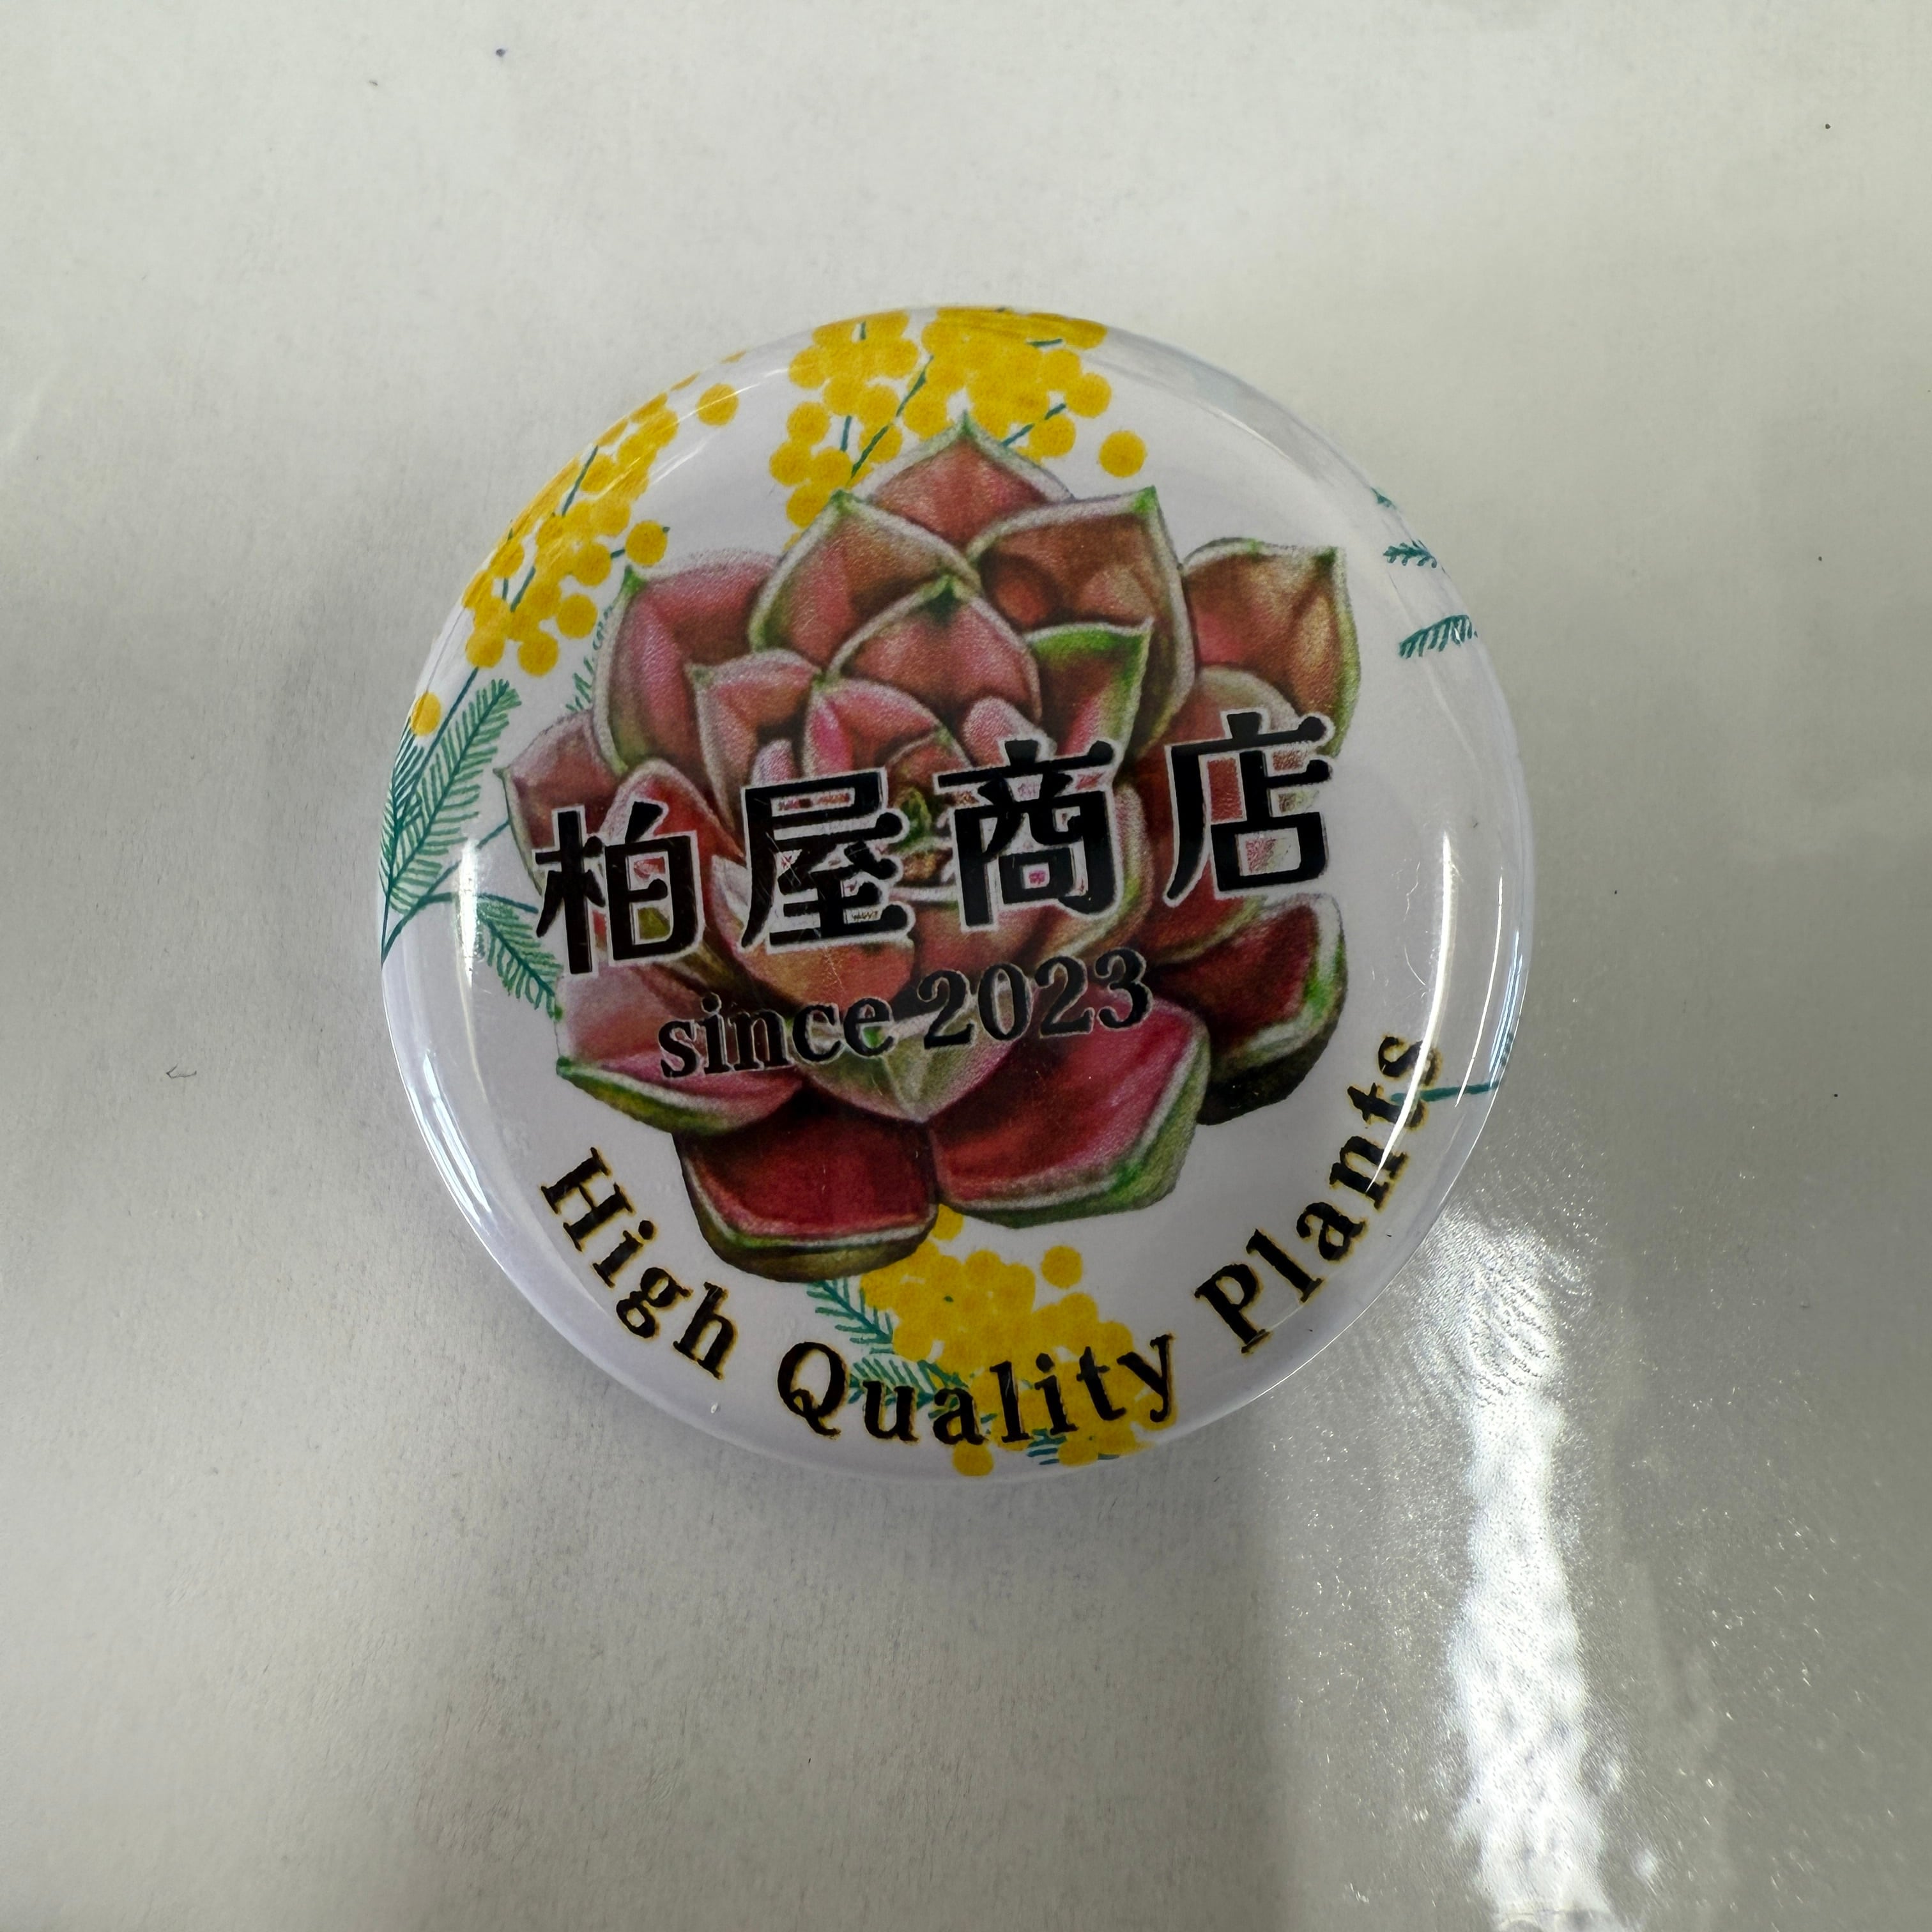 柏屋商店
since 2023
High Quality Plants